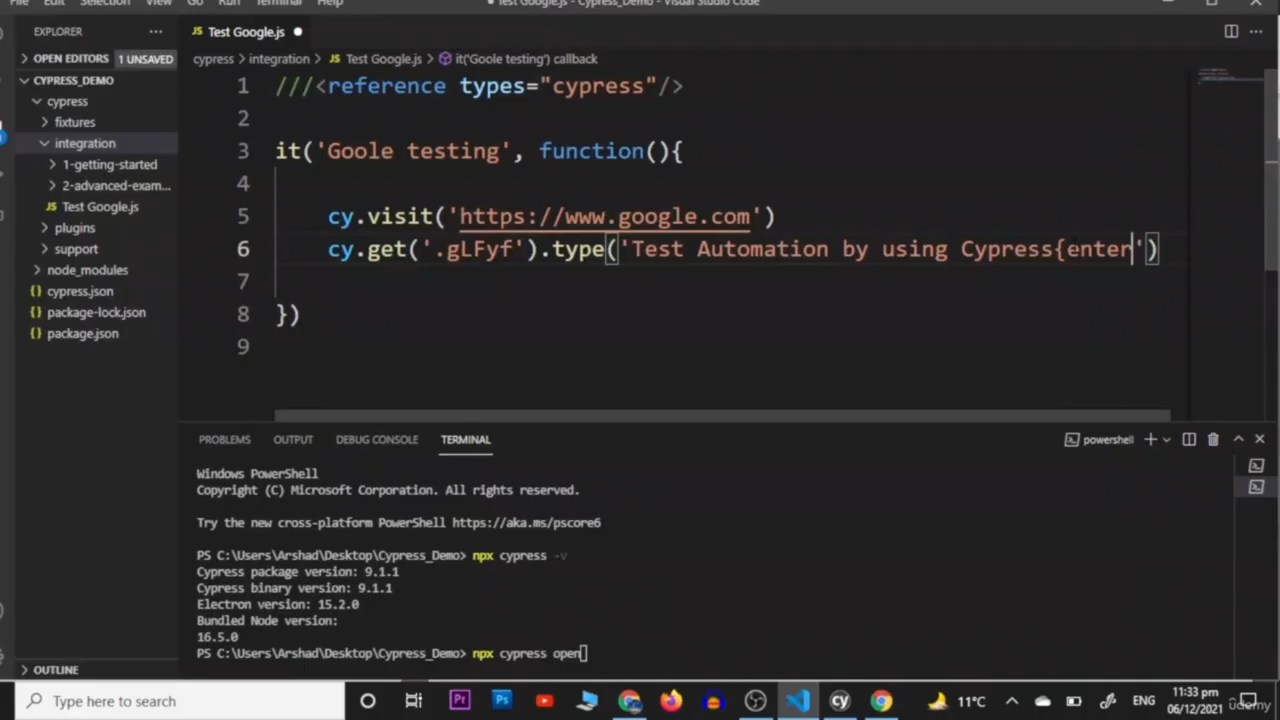 File Edit Selection View Go Run Terminal Help
● Test Google.js - Cypress_Demo - Visual Studio Code
EXPLORER ···
OPEN EDITORS 1 UNSAVED
CYPRESS_DEMO
cypress
fixtures
integration
1-getting-started
2-advanced-exam...
JS Test Google.js
plugins
support
node_modules
{} cypress.json
{} package-lock.json
{} package.json
OUTLINE
JS Test Google.js ●
cypress > integration > JS Test Google.js > it('Goole testing') callback
1 ///<reference types="cypress"/>
2
3 it('Goole testing', function(){
4
5 cy.visit('https://www.google.com')
6 cy.get('.gLFyf').type('Test Automation by using Cypress{enter')
7
8 })
9
PROBLEMS OUTPUT DEBUG CONSOLE TERMINAL powershell
Windows PowerShell
Copyright (C) Microsoft Corporation. All rights reserved.
Try the new cross-platform PowerShell https://aka.ms/pscore6
PS C:\Users\Arshad\Desktop\Cypress_Demo> npx cypress -v
Cypress package version: 9.1.1
Cypress binary version: 9.1.1
Electron version: 15.2.0
Bundled Node version:
16.5.0
PS C:\Users\Arshad\Desktop\Cypress_Demo> npx cypress open
Type here to search
Pr Ps cy
11°C ENG
11:33 pm
06/12/2021
ûdemy